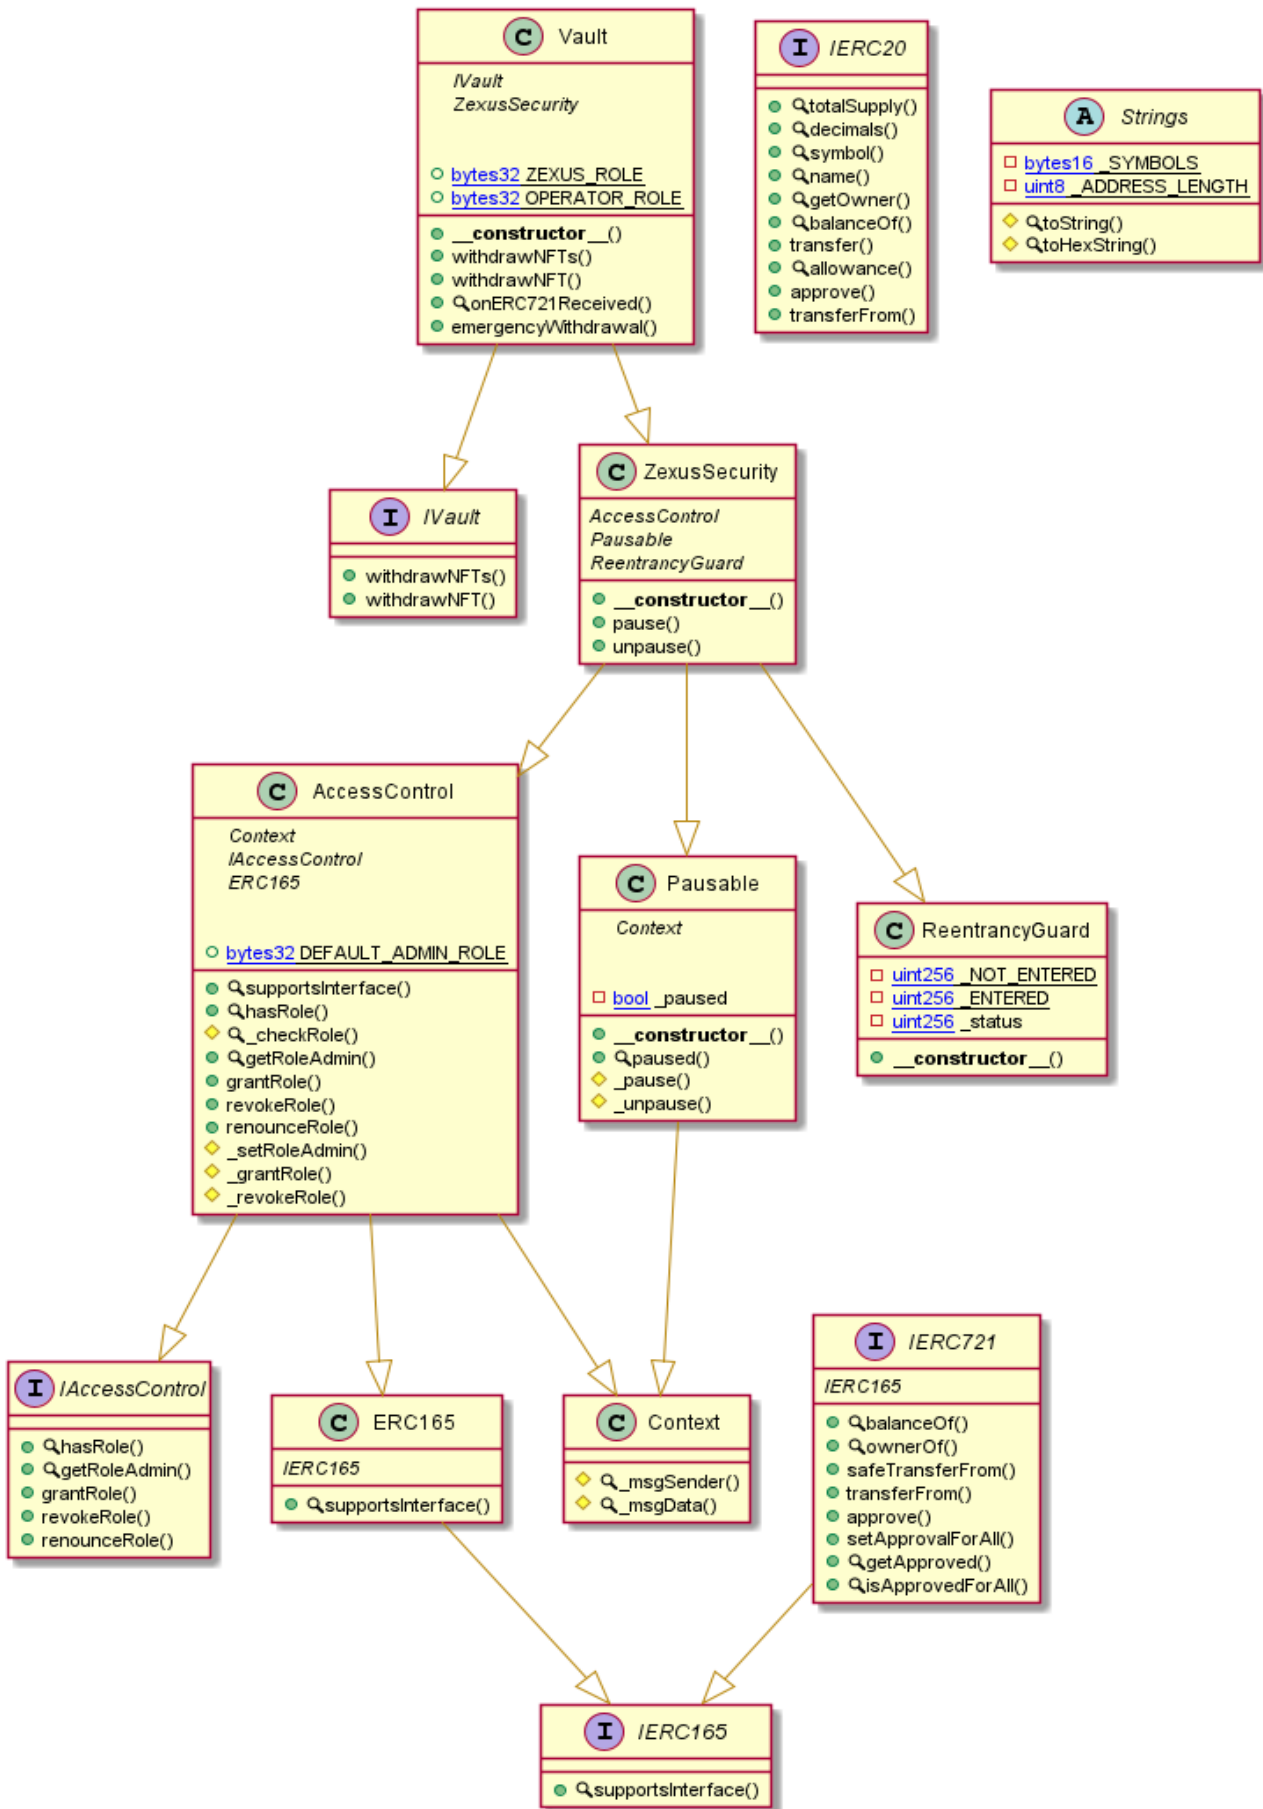 C Vault
IVault
ZexusSecurity
bytes32 ZEXUS_ROLE
bytes32 OPERATOR_ROLE
__constructor__()
withdrawNFTs()
withdrawNFT()
onERC721Received()
emergencyWithdrawal()
I IERC20
totalSupply()
decimals()
symbol()
name()
getOwner()
balanceOf()
transfer()
allowance()
approve()
transferFrom()
A Strings
bytes16 _SYMBOLS
uint8 _ADDRESS_LENGTH
toString()
toHexString()
I IVault
withdrawNFTs()
withdrawNFT()
C ZexusSecurity
AccessControl
Pausable
ReentrancyGuard
__constructor__()
pause()
unpause()
C AccessControl
Context
IAccessControl
ERC165
bytes32 DEFAULT_ADMIN_ROLE
supportsInterface()
hasRole()
_checkRole()
getRoleAdmin()
grantRole()
revokeRole()
renounceRole()
_setRoleAdmin()
_grantRole()
_revokeRole()
C Pausable
Context
bool _paused
__constructor__()
paused()
_pause()
_unpause()
C ReentrancyGuard
uint256 _NOT_ENTERED
uint256 _ENTERED
uint256 _status
__constructor__()
I IAccessControl
hasRole()
getRoleAdmin()
grantRole()
revokeRole()
renounceRole()
C ERC165
IERC165
supportsInterface()
C Context
_msgSender()
_msgData()
I IERC721
IERC165
balanceOf()
ownerOf()
safeTransferFrom()
transferFrom()
approve()
setApprovalForAll()
getApproved()
isApprovedForAll()
I IERC165
supportsInterface()